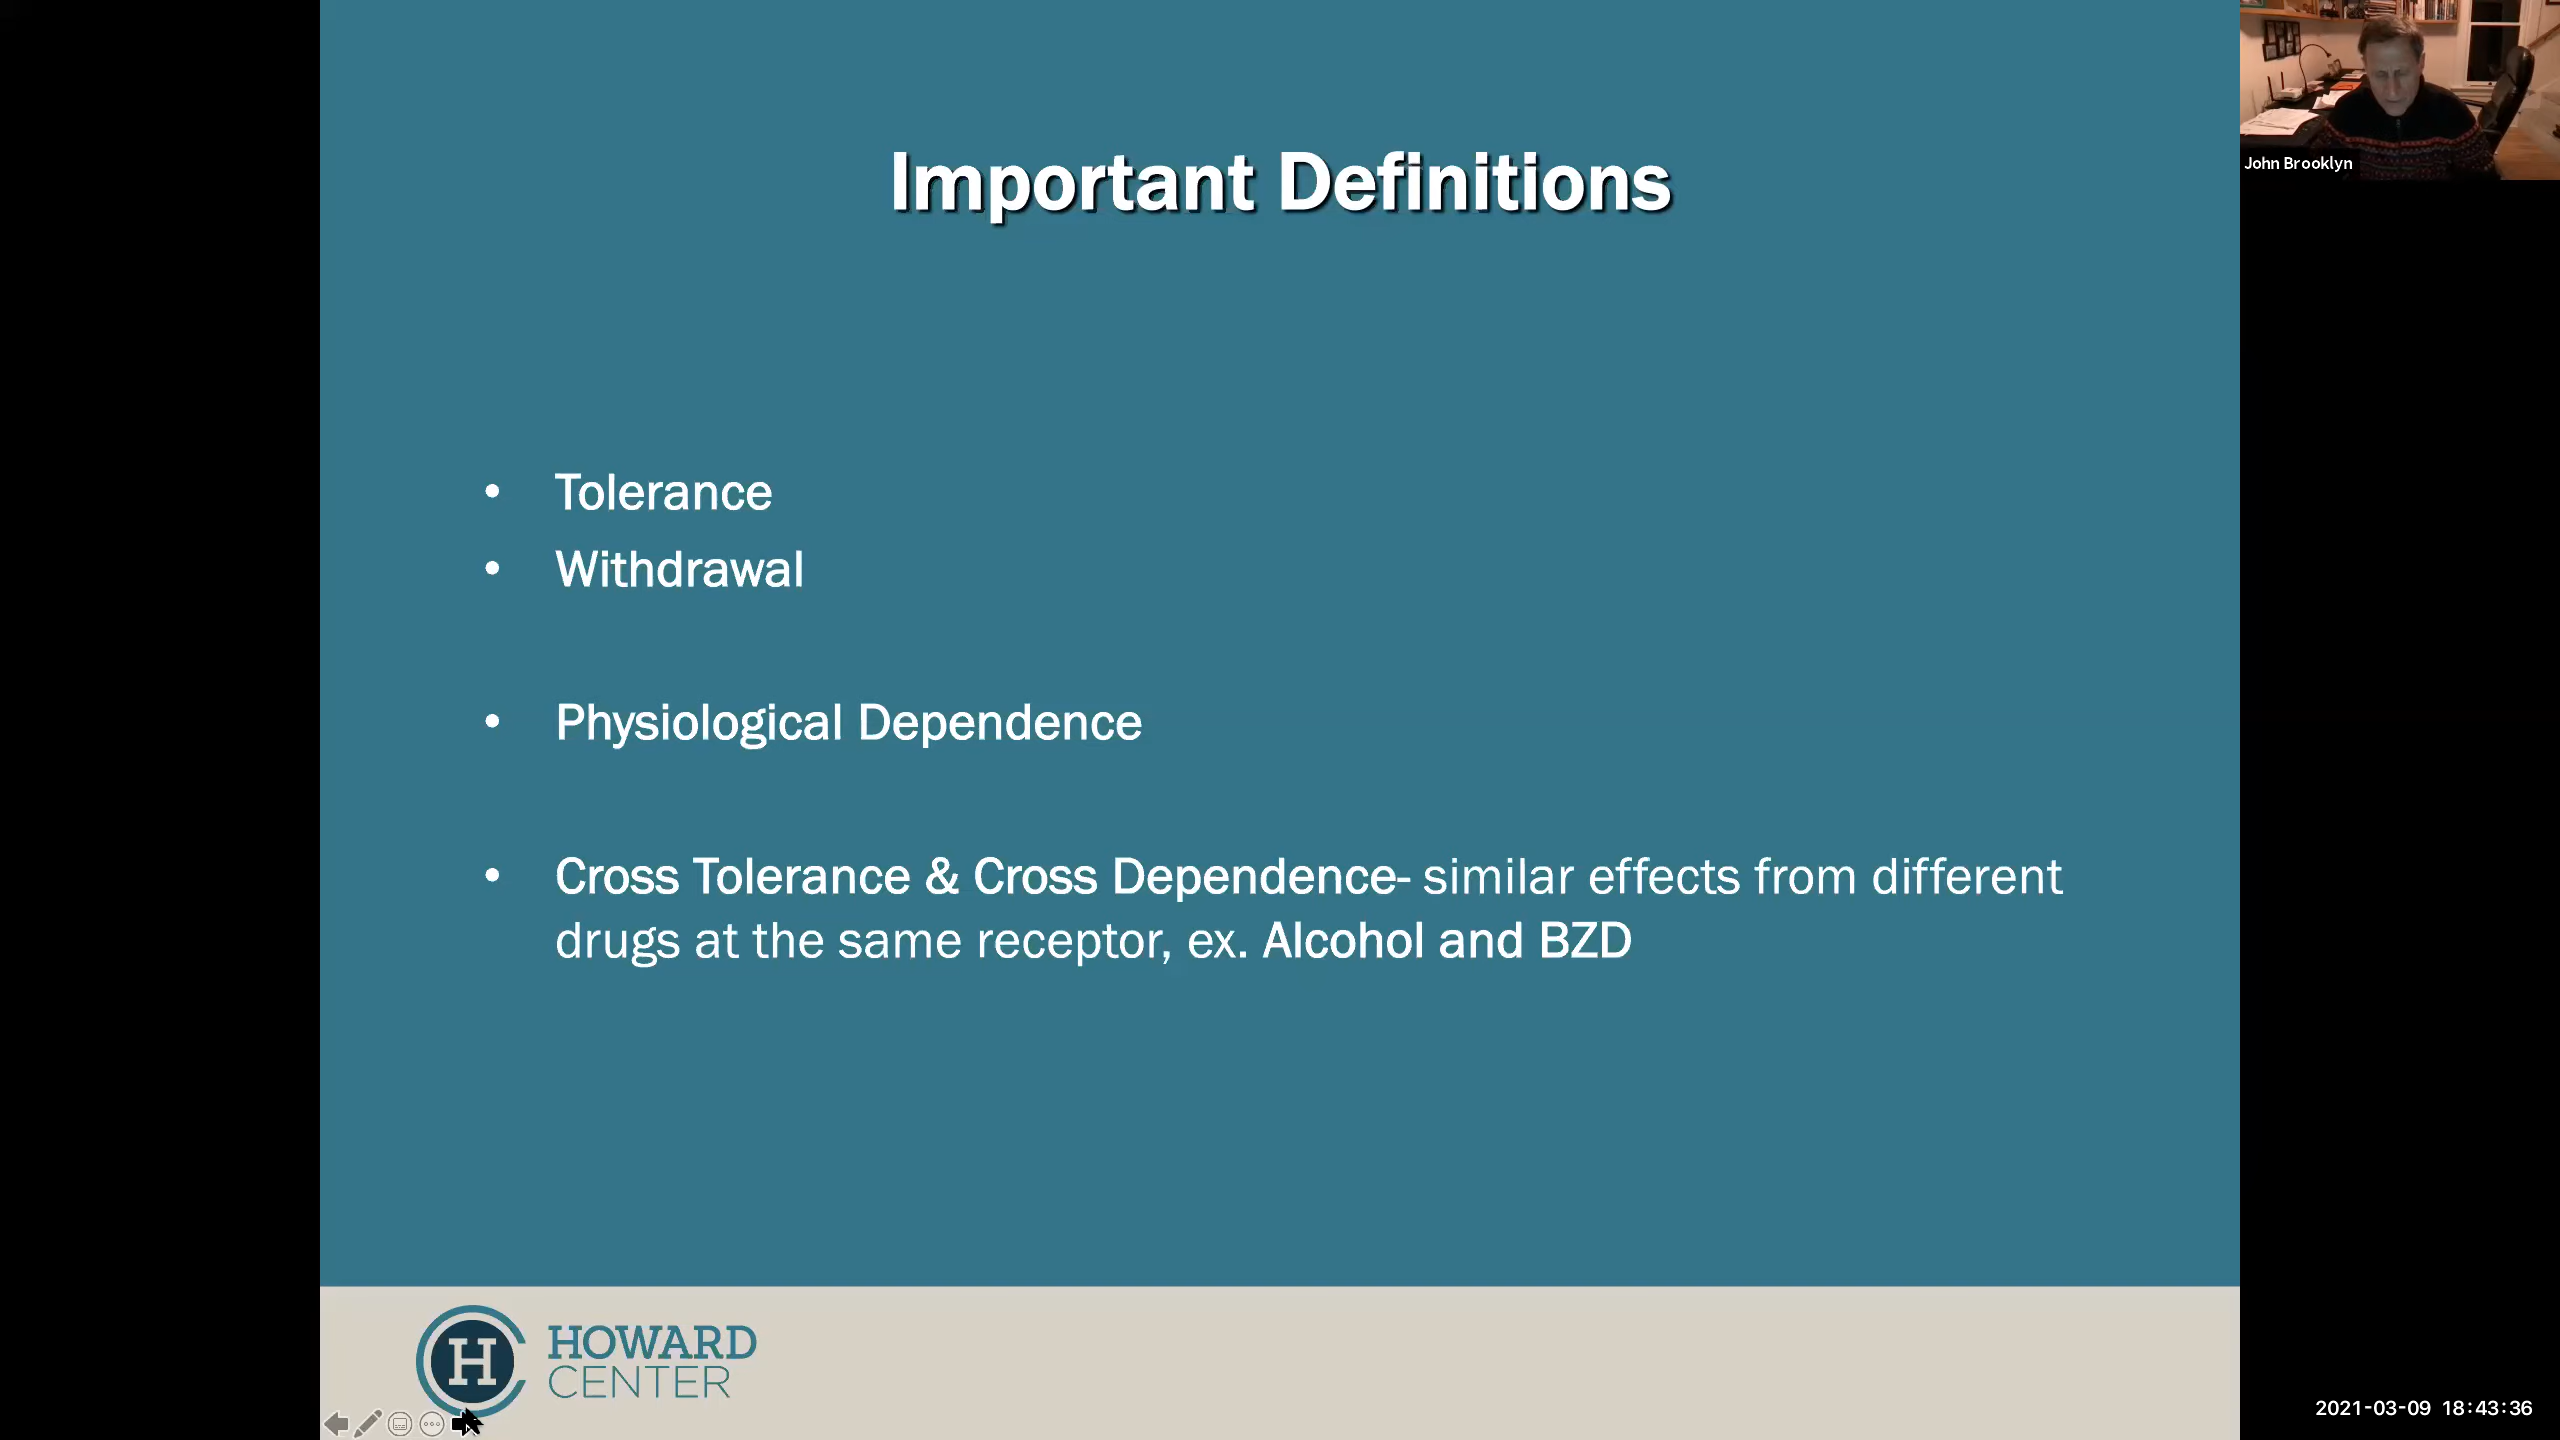 Important Definitions
John Brooklyn
• Tolerance
• Withdrawal
• Physiological Dependence
• Cross Tolerance & Cross Dependence- similar effects from different
drugs at the same receptor, ex. Alcohol and BZD
H
HOWARD
CENTER
2021-03-09 18:43:36